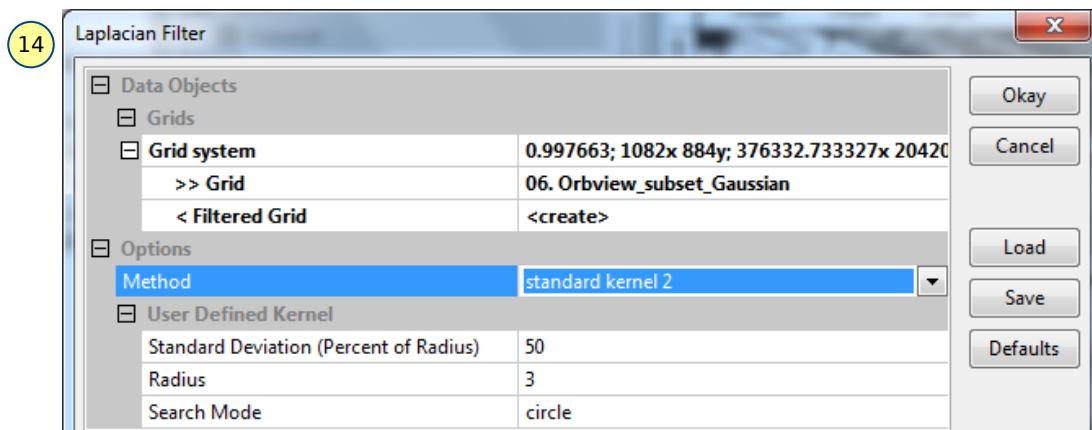 14
Laplacian Filter
Data Objects
Grids
Grid system 0.997663; 1082x 884y; 376332.733327x 20420
>> Grid 06. Orbview_subset_Gaussian
< Filtered Grid <create>
Options
Method standard kernel 2
User Defined Kernel
Standard Deviation (Percent of Radius) 50
Radius 3
Search Mode circle
Okay
Cancel
Load
Save
Defaults